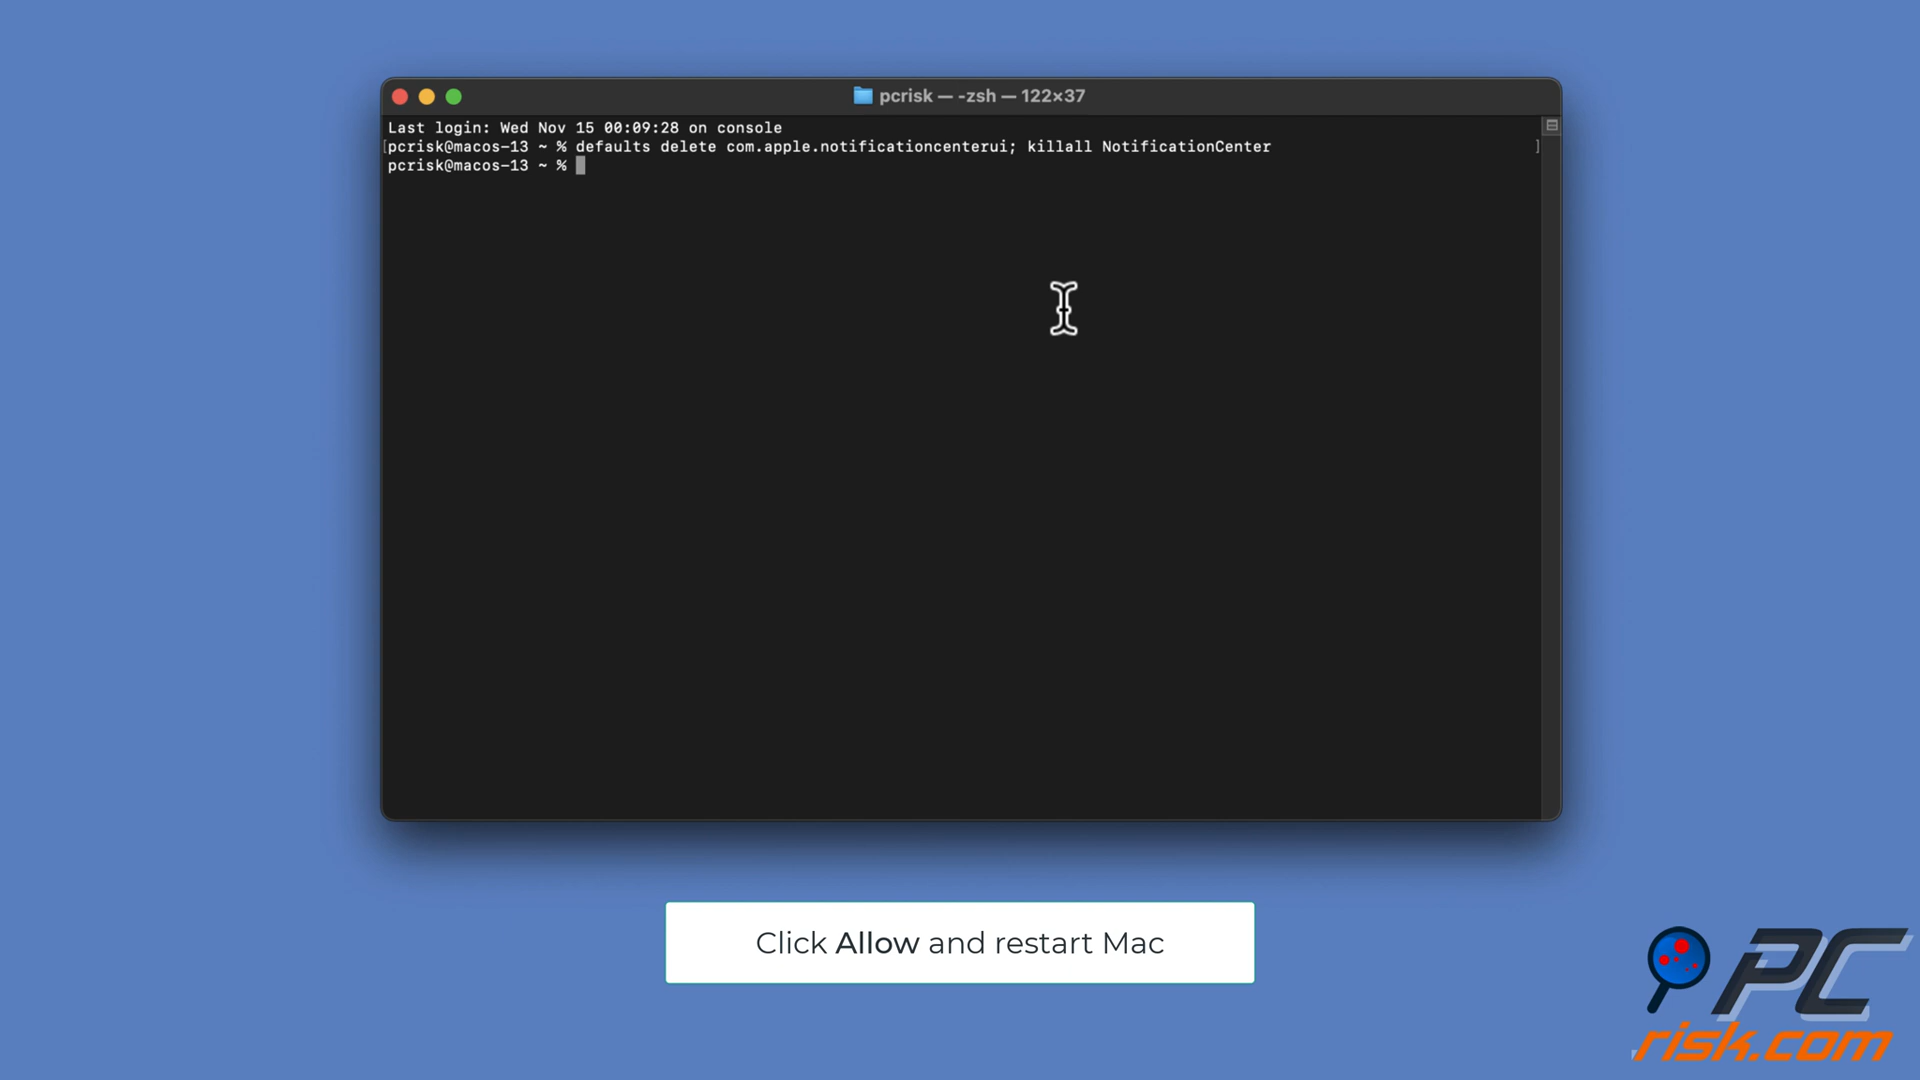 pcrisk — -zsh — 122×37
Last login: Wed Nov 15 00:09:28 on console
[pcrisk@macos-13 ~ % defaults delete com.apple.notificationcenterui; killall NotificationCenter ]
pcrisk@macos-13 ~ %
Click Allow and restart Mac
PC
risk.com